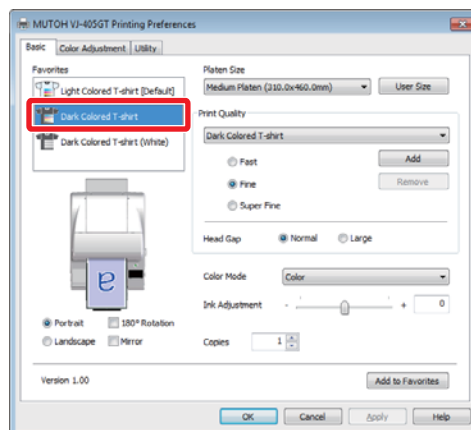 MUTOH VJ-405GT Printing Preferences
Basic Color Adjustment Utility
Favorites
Light Colored T-shirt [Default]
Dark Colored T-shirt
Dark Colored T-shirt (White)
a
Portrait 180° Rotation
Landscape Mirror
Platen Size
Medium Platen (310.0x460.0mm) User Size
Print Quality
Dark Colored T-shirt
Fast Add
Fine Remove
Super Fine
Head Gap Normal Large
Color Mode Color
Ink Adjustment - + 0
Copies 1
Version 1.00 Add to Favorites
OK Cancel Apply Help